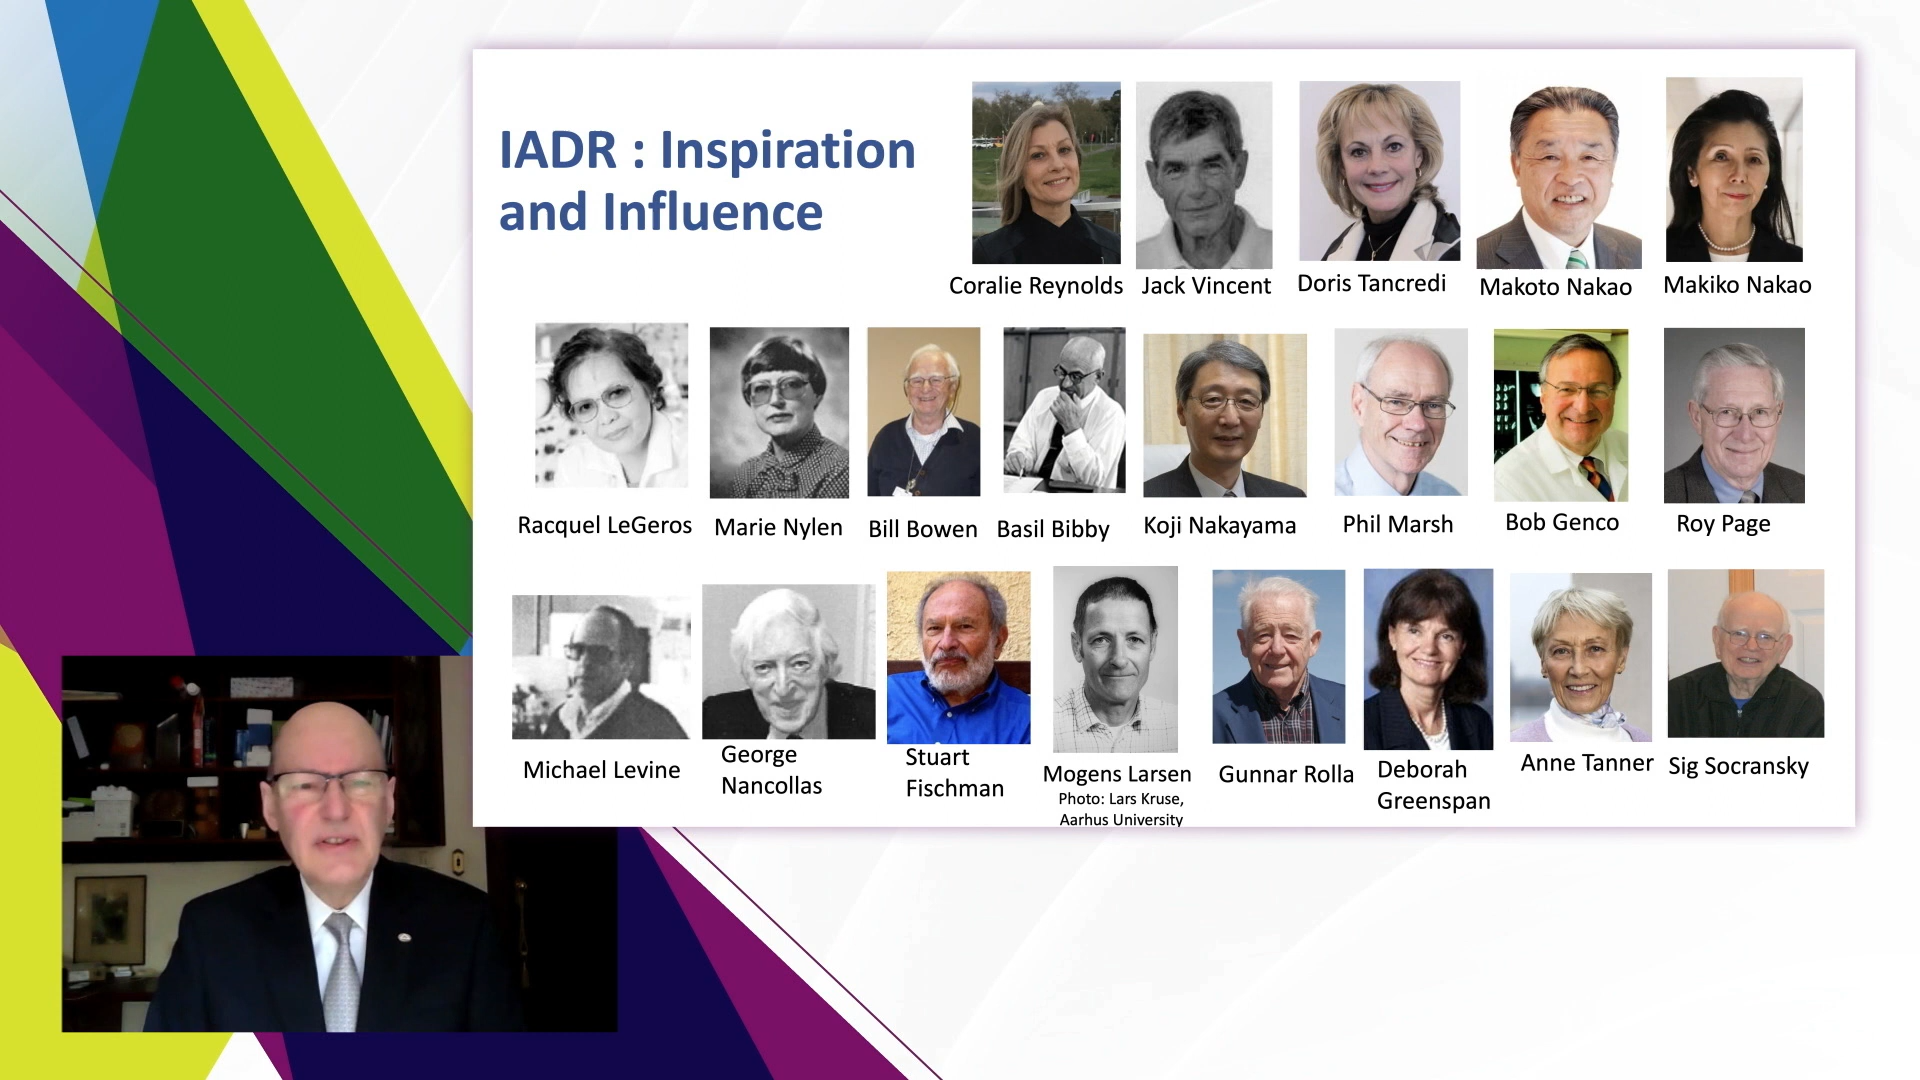 IADR : Inspiration
and Influence
Coralie Reynolds
Jack Vincent
Doris Tancredi
Makoto Nakao
Makiko Nakao
Racquel LeGeros
Marie Nylen
Bill Bowen
Basil Bibby
Koji Nakayama
Phil Marsh
Bob Genco
Roy Page
Michael Levine
George
Nancollas
Stuart
Fischman
Mogens Larsen
Photo: Lars Kruse,
Aarhus University
Gunnar Rolla
Deborah
Greenspan
Anne Tanner
Sig Socransky